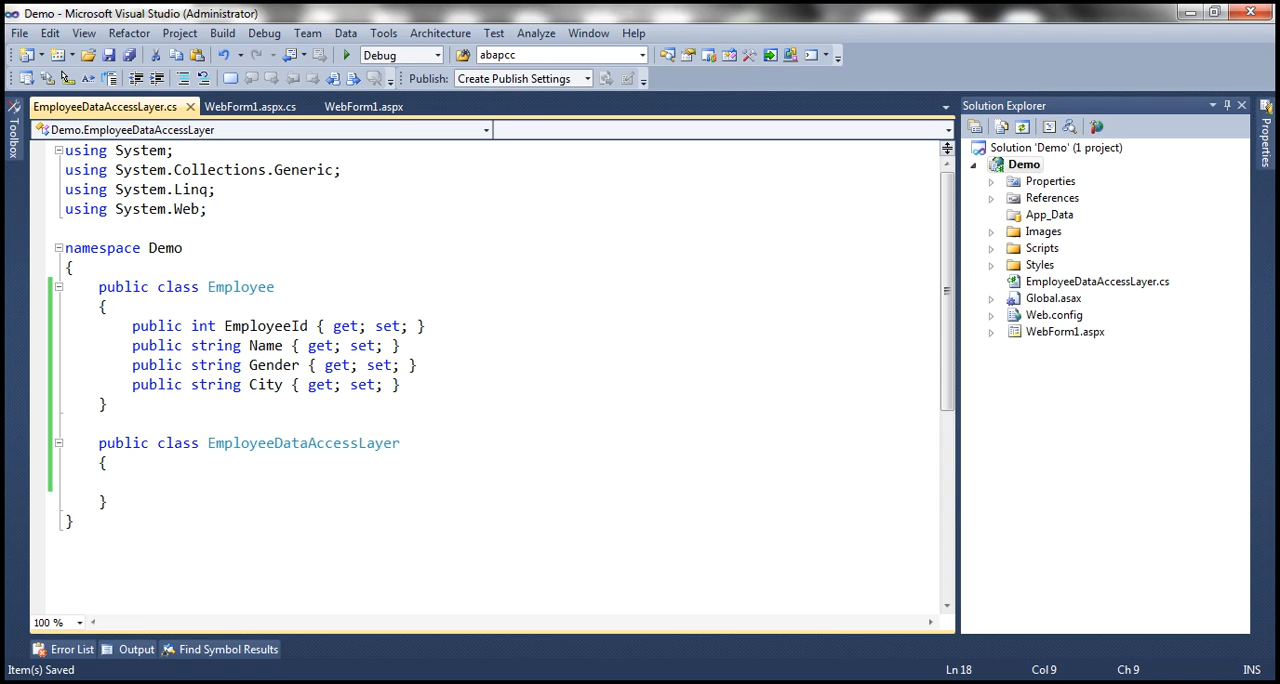 Demo - Microsoft Visual Studio (Administrator)
File Edit View Refactor Project Build Debug Team Data Tools Architecture Test Analyze Window Help
Debug abapcc
Publish: Create Publish Settings
EmployeeDataAccessLayer.cs WebForm1.aspx.cs WebForm1.aspx
Demo.EmployeeDataAccessLayer
using System;
using System.Collections.Generic;
using System.Linq;
using System.Web;
namespace Demo
{
public class Employee
{
public int EmployeeId { get; set; }
public string Name { get; set; }
public string Gender { get; set; }
public string City { get; set; }
}
public class EmployeeDataAccessLayer
{
}
}
100 %
Toolbox
Solution Explorer
Solution 'Demo' (1 project)
Demo
Properties
References
App_Data
Images
Scripts
Styles
EmployeeDataAccessLayer.cs
Global.asax
Web.config
WebForm1.aspx
Properties
Error List Output Find Symbol Results
Item(s) Saved Ln 18 Col 9 Ch 9 INS